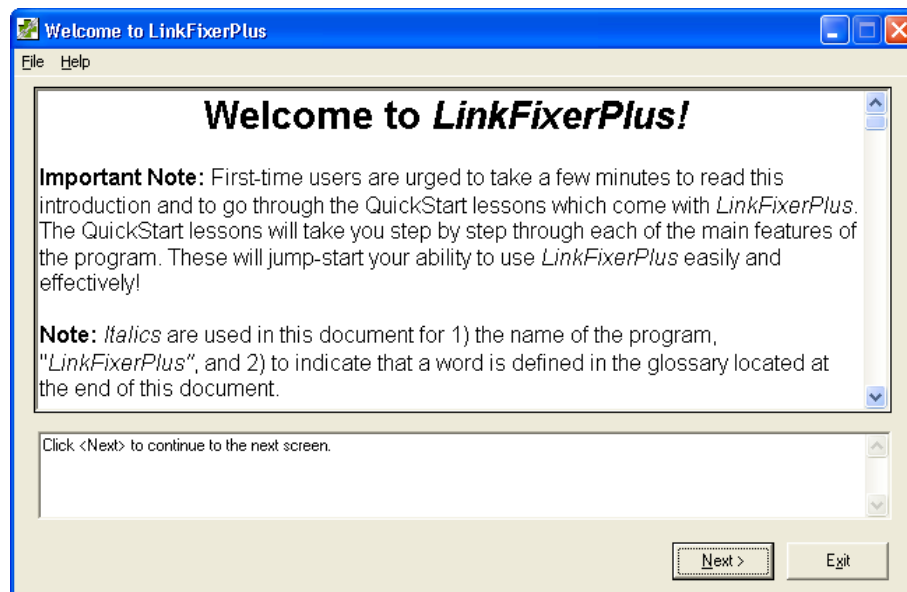 Welcome to LinkFixerPlus
File Help
Welcome to LinkFixerPlus!
Important Note: First-time users are urged to take a few minutes to read this
introduction and to go through the QuickStart lessons which come with LinkFixerPlus.
The QuickStart lessons will take you step by step through each of the main features of
the program. These will jump-start your ability to use LinkFixerPlus easily and
effectively!
Note: Italics are used in this document for 1) the name of the program,
"LinkFixerPlus", and 2) to indicate that a word is defined in the glossary located at
the end of this document.
Click <Next> to continue to the next screen.
Next >
Exit